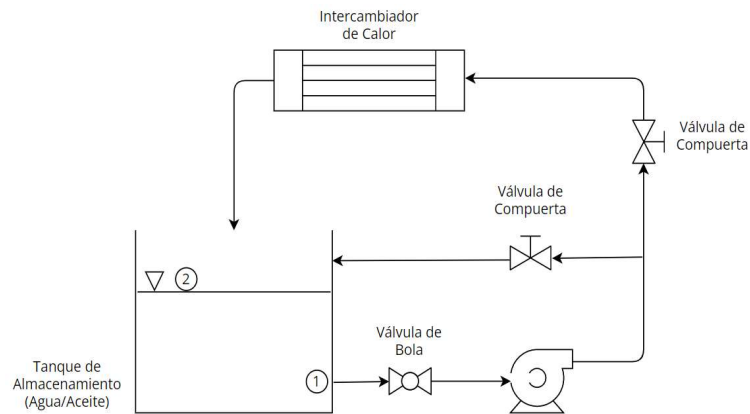 Intercambiador
de Calor
Válvula de
Compuerta
Válvula de
Compuerta
2
Válvula de
Bola
Tanque de
Almacenamiento
(Agua/Aceite)
1